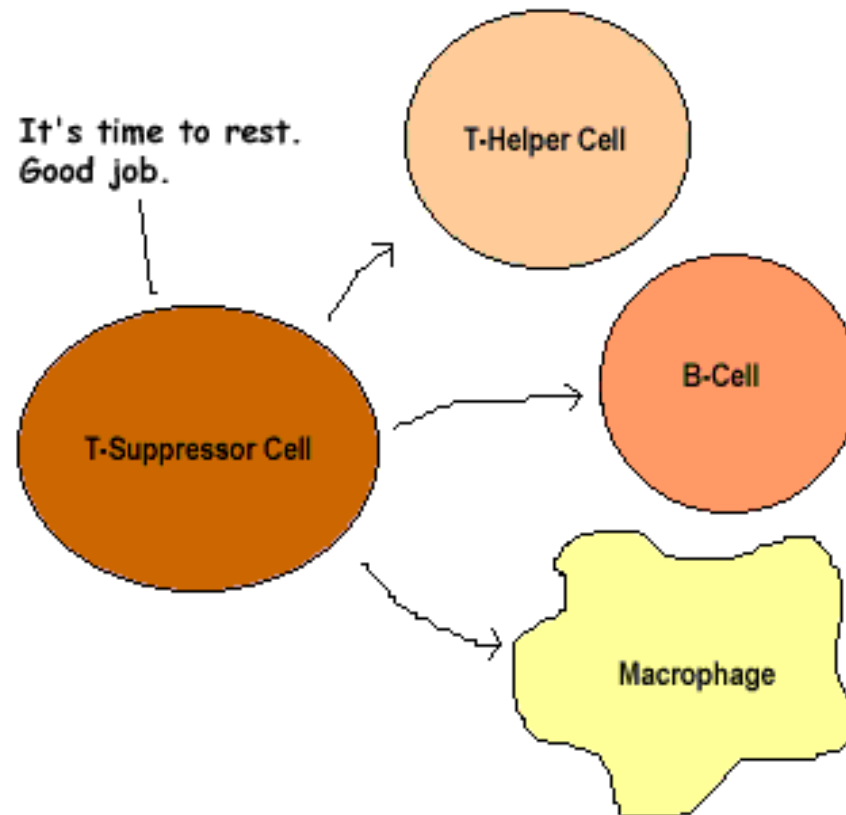 It's time to rest.
Good job.
T-Helper Cell
B-Cell
T-Suppressor Cell
Macrophage